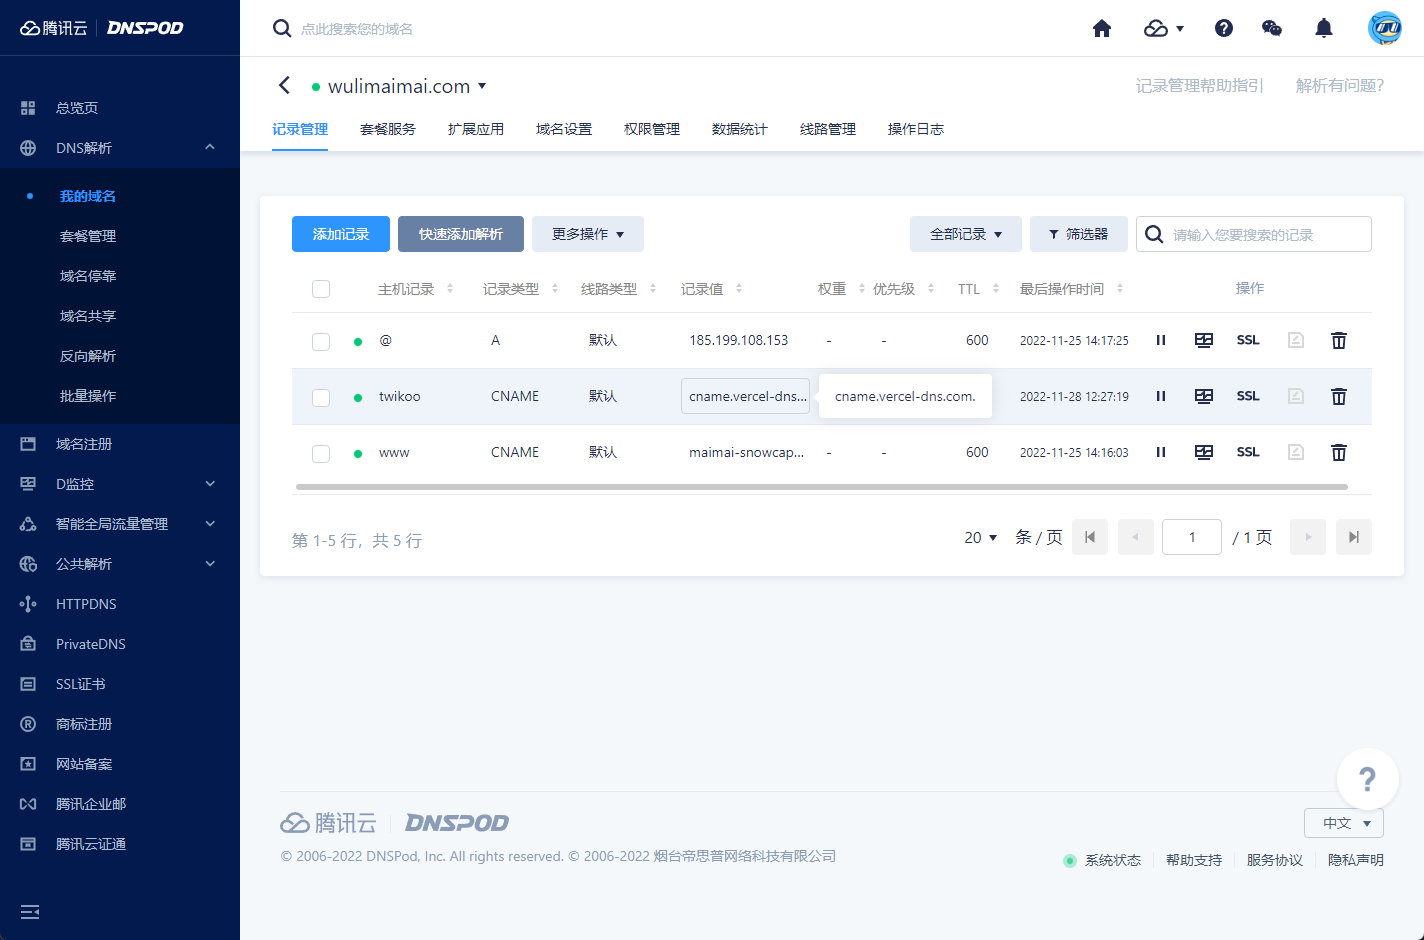 腾讯云 DNSPOD
点此搜索您的域名
总览页
DNS解析
我的域名
套餐管理
域名停靠
域名共享
反向解析
批量操作
域名注册
D监控
智能全局流量管理
公共解析
HTTPDNS
PrivateDNS
SSL证书
商标注册
网站备案
腾讯企业邮
腾讯云证通
wulimaimai.com
记录管理帮助指引 解析有问题?
记录管理 套餐服务 扩展应用 域名设置 权限管理 数据统计 线路管理 操作日志
添加记录 快速添加解析 更多操作 全部记录 筛选器 请输入您要搜索的记录
主机记录 记录类型 线路类型 记录值 权重 优先级 TTL 最后操作时间 操作
@ A 默认 185.199.108.153 - - 600 2022-11-25 14:17:25 SSL
twikoo CNAME 默认 cname.vercel-dns... cname.vercel-dns.com. 2022-11-28 12:27:19 SSL
www CNAME 默认 maimai-snowcap... - - 600 2022-11-25 14:16:03 SSL
第 1-5 行，共 5 行
20 条 / 页 1 / 1 页
?
腾讯云 DNSPOD
中文
© 2006-2022 DNSPod, Inc. All rights reserved. © 2006-2022 烟台帝思普网络科技有限公司
系统状态 帮助支持 服务协议 隐私声明